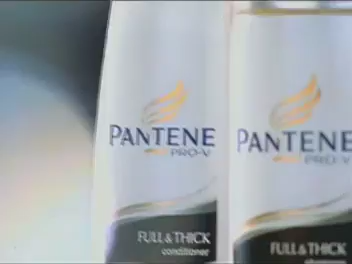 PANTENE
PRO-V
FULL & THICK
conditioner
PANTENE
PRO-V
FULL & THICK